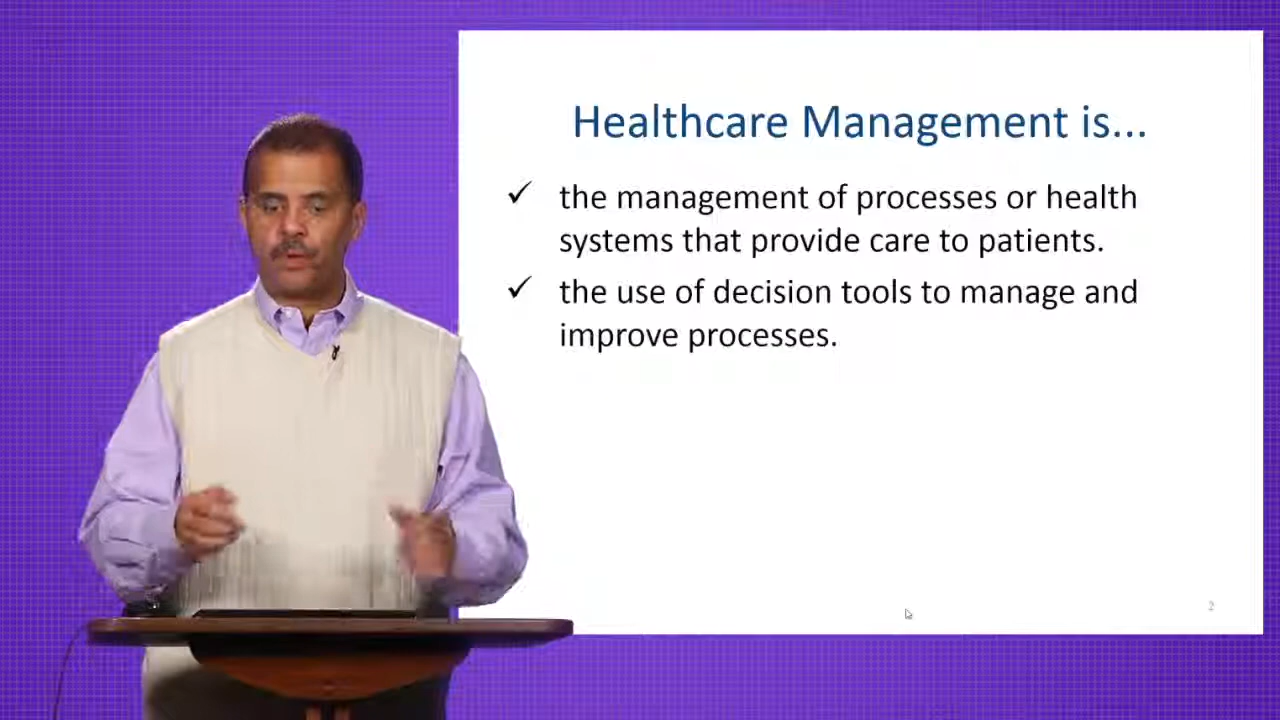 Healthcare Management is...
✓ the management of processes or health
systems that provide care to patients.
✓ the use of decision tools to manage and
improve processes.
2